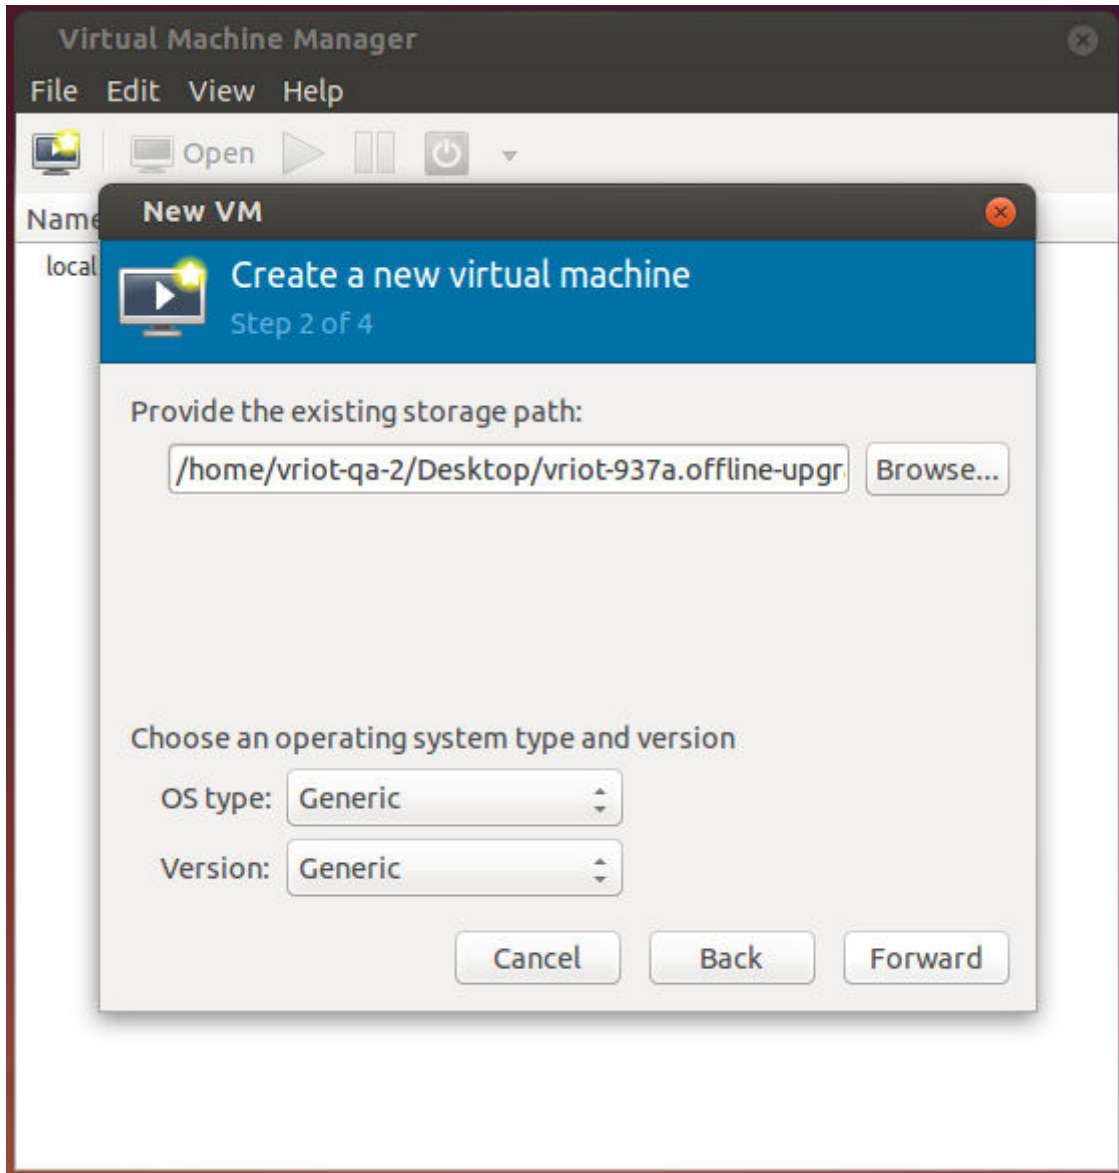 Virtual Machine Manager
File Edit View Help
Open
Name
New VM
local
Create a new virtual machine
Step 2 of 4
Provide the existing storage path:
/home/vriot-qa-2/Desktop/vriot-937a.offline-upgr
Browse...
Choose an operating system type and version
OS type: Generic
Version: Generic
Cancel Back Forward